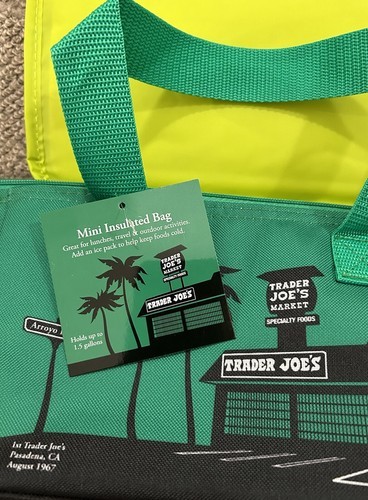 Mini Insulated Bag
Great for lunches, travel & outdoor activities.
Add an ice pack to help keep foods cold.
TRADER
JOE'S
MARKET
SPECIALTY FOODS
TRADER JOE'S
Holds up to
1.5 gallons
Arroyo
TRADER
JOE'S
MARKET
SPECIALTY FOODS
TRADER JOE'S
1st Trader Joe's
Pasadena, CA
August 1967